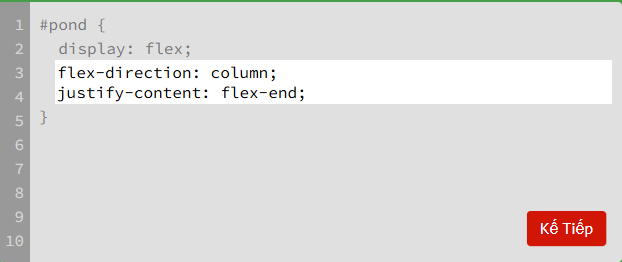 1 #pond {
2 display: flex;
3 flex-direction: column;
4 justify-content: flex-end;
5 }
6
7
8
9
10
Kế Tiếp